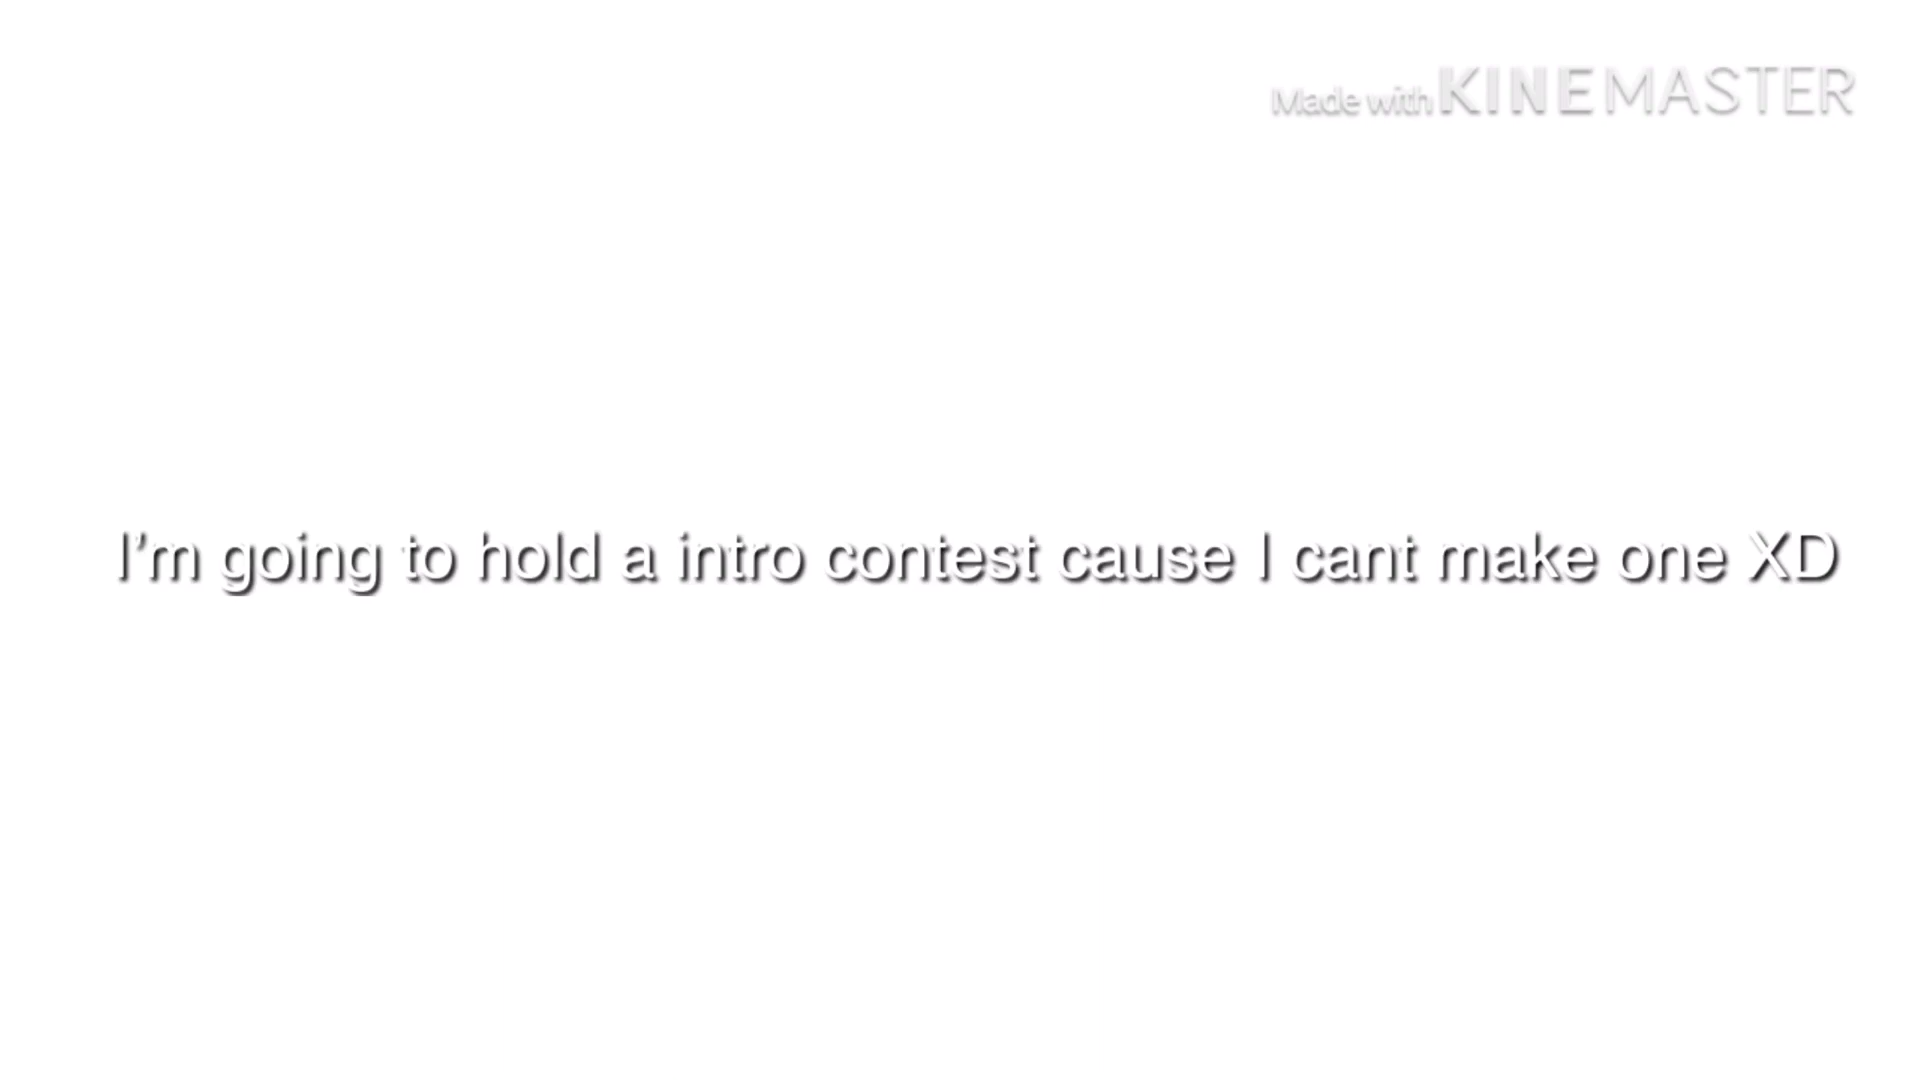 Made with KINEMASTER
I'm going to hold a intro contest cause I cant make one XD